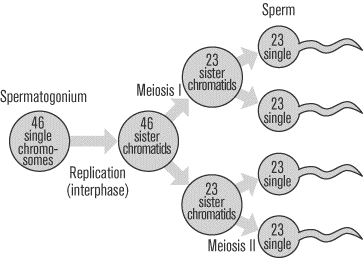 Sperm
23
single
23
sister
chromatids
Meiosis I
23
single
Spermatogonium
46
single
chromo-
somes
46
sister
chromatids
Replication
(interphase)
23
single
23
sister
chromatids
Meiosis II
23
single